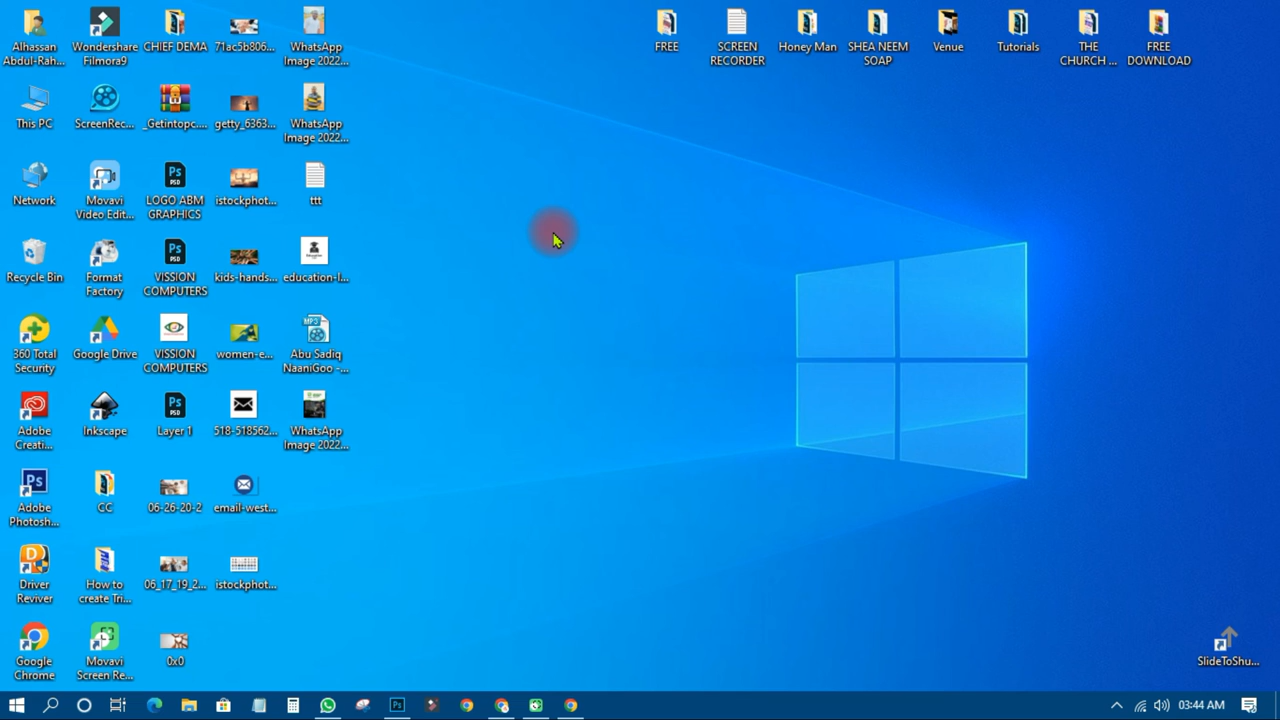 Alhassan
Abdul-Rah...
Wondershare
Filmora9
CHIEF DEMA
71ac5b806...
WhatsApp
Image 2022...
FREE
SCREEN
RECORDER
Honey Man
SHEA NEEM
SOAP
Venue
Tutorials
THE
CHURCH ...
FREE
DOWNLOAD
This PC
ScreenRec...
_Getintopc....
getty_6363...
WhatsApp
Image 2022...
Network
Movavi
Video Edit...
LOGO ABM
GRAPHICS
istockphot...
ttt
Recycle Bin
Format
Factory
VISSION
COMPUTERS
kids-hands...
education-l...
360 Total
Security
Google Drive
VISSION
COMPUTERS
women-e...
Abu Sadiq
NaaniGoo -...
Adobe
Creati...
Inkscape
Layer 1
518-518562...
WhatsApp
Image 2022...
Adobe
Photosh...
CC
06-26-20-2
email-west...
Driver
Reviver
How to
create Tri...
06_17_19_2...
istockphot...
Google
Chrome
Movavi
Screen Re...
0x0
SlideToShu...
03:44 AM